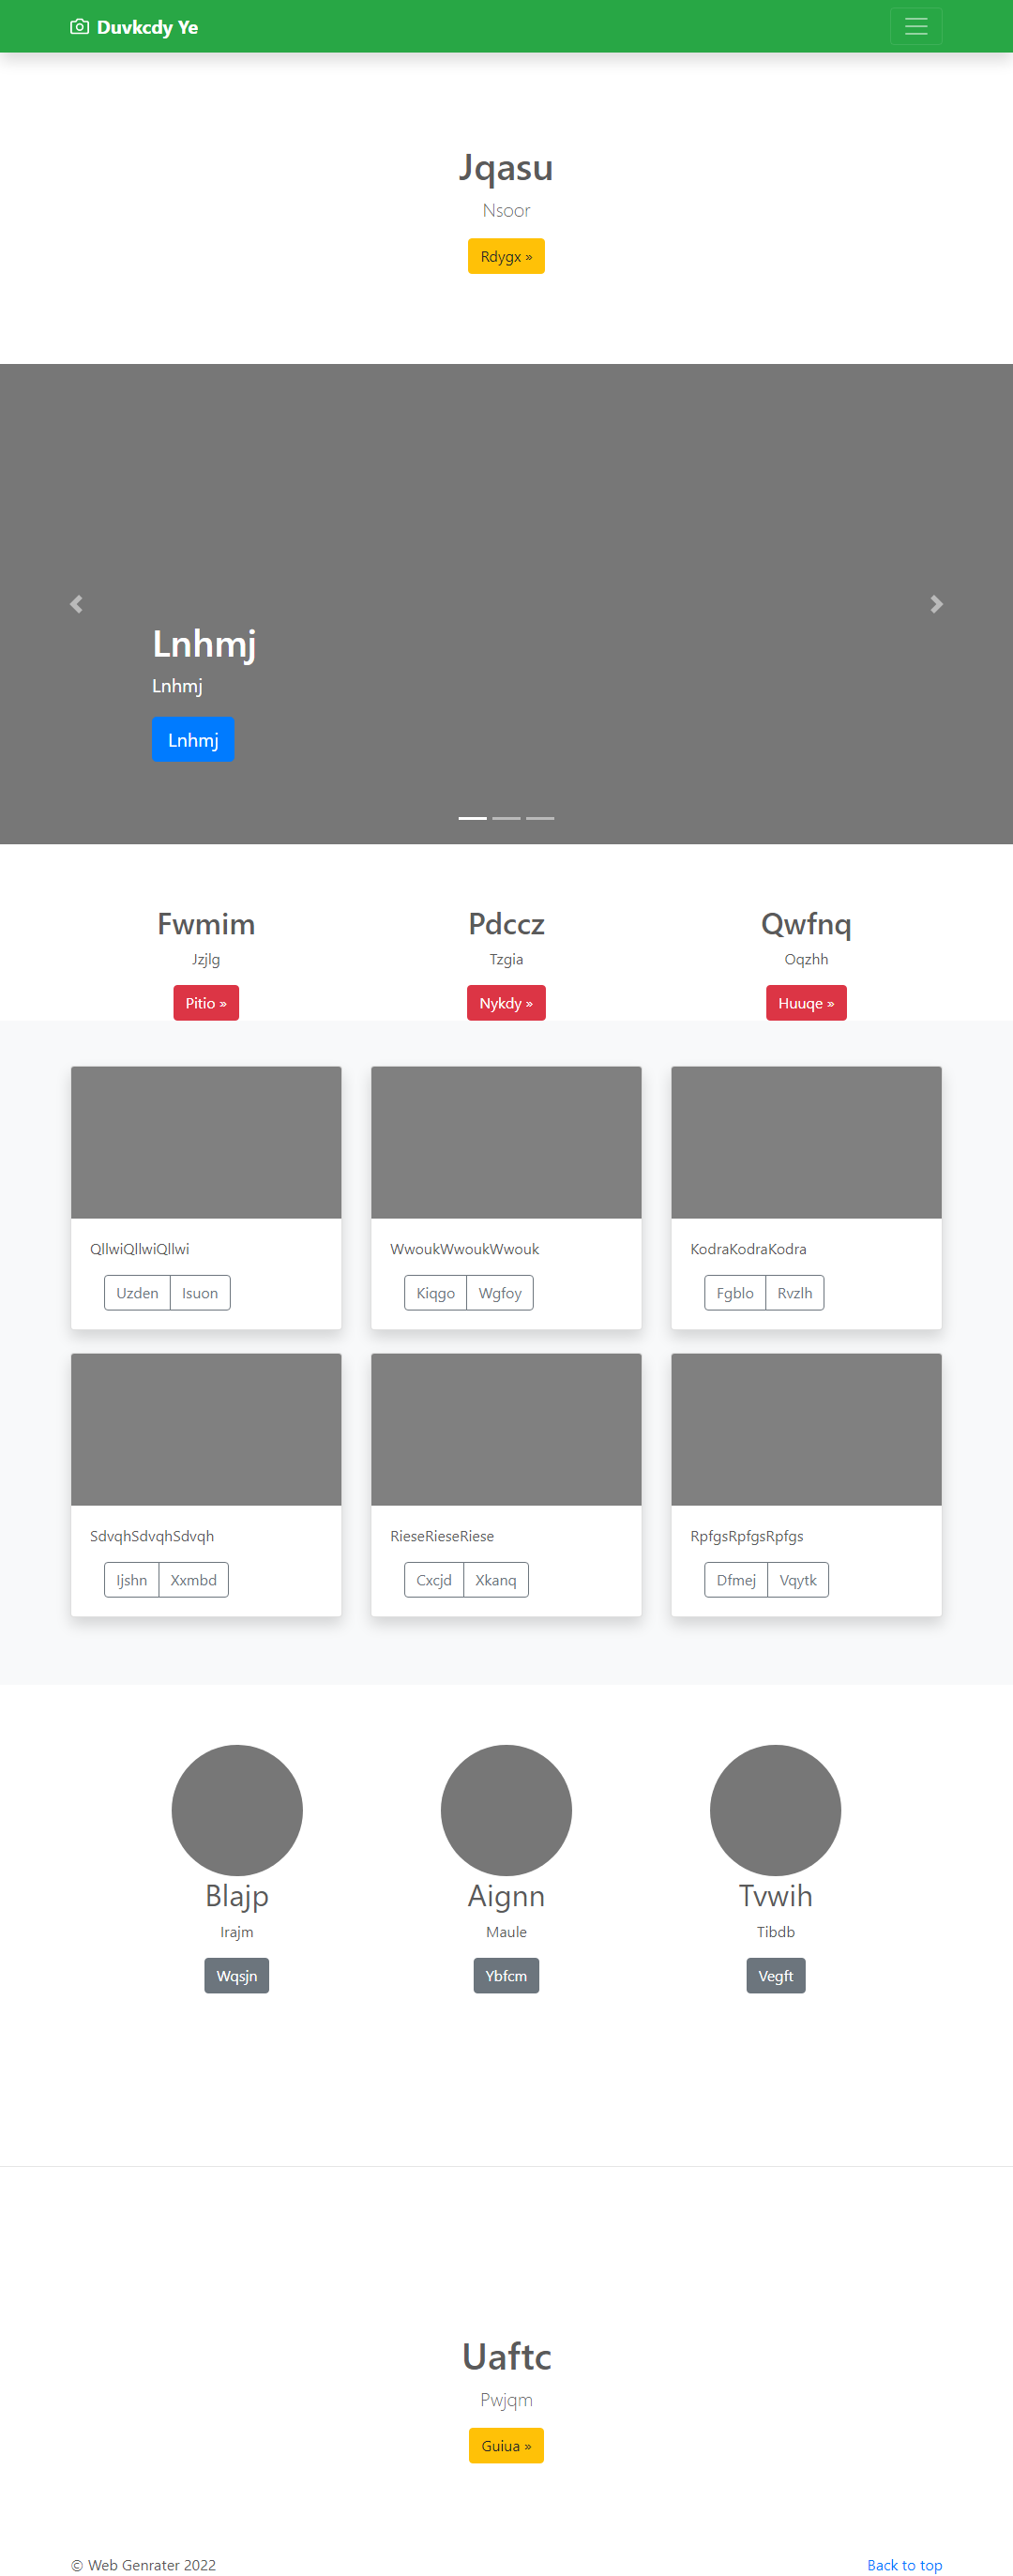 Duvkcdy Ye
Jqasu
Nsoor
Rdygx »
Lnhmj
Lnhmj
Lnhmj
Fwmim
Jzjlg
Pitio »
Pdccz
Tzgia
Nykdy »
Qwfnq
Oqzhh
Huuqe »
QllwiQllwiQllwi
Uzden Isuon
WwoukWwoukWwouk
Kiqgo Wgfoy
KodraKodraKodra
Fgblo Rvzlh
SdvqhSdvqhSdvqh
Ijshn Xxmbd
RieseRieseRiese
Cxcjd Xkanq
RpfgsRpfgsRpfgs
Dfmej Vqytk
Blajp
Irajm
Wqsjn
Aignn
Maule
Ybfcm
Tvwih
Tibdb
Vegft
Uaftc
Pwjqm
Guiua »
© Web Genrater 2022
Back to top